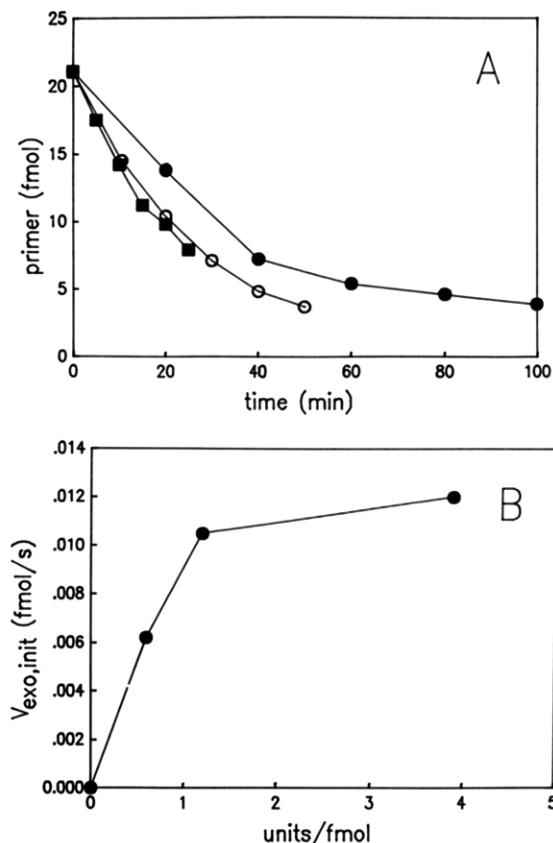 A
25
20
15
10
5
0
primer (fmol)
0 20 40 60 80 100
time (min)
B
.014
.012
.010
.008
.006
.004
.002
0.000
Vexo,init (fmol/s)
0 1 2 3 4 5
units/fmol